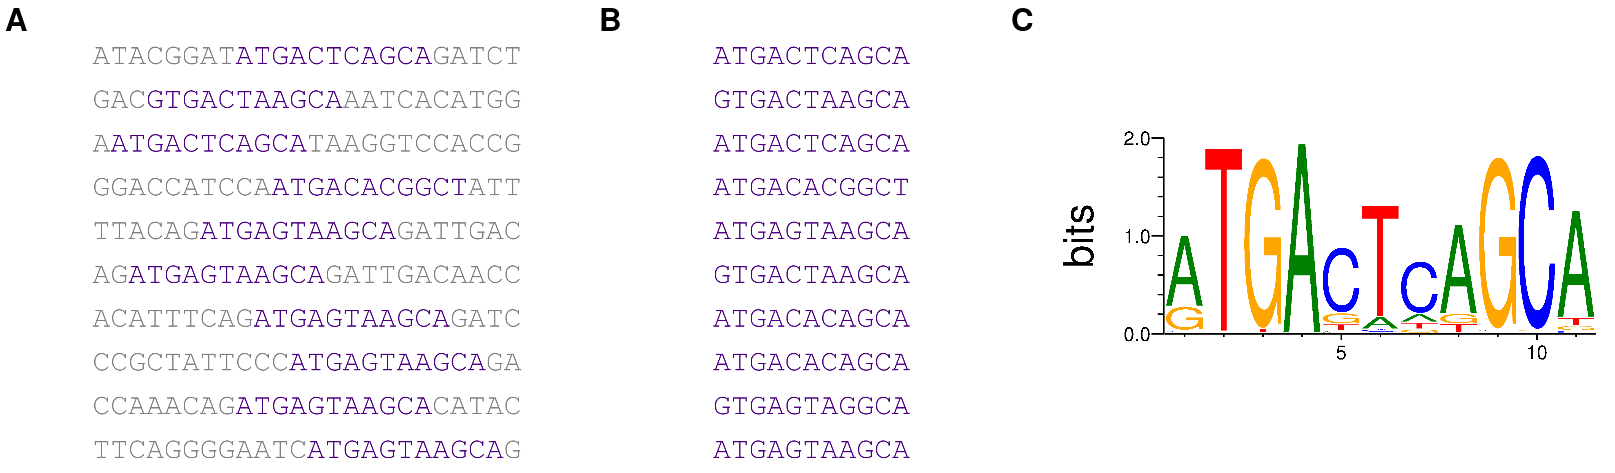 A
ATACGGATATGACTCAGCAGATCT
GACGTGACTAAGCAAATCACATGG
AATGACTCAGCATAAGGTCCACCG
GGACCATCCAATGACACGGCTATT
TTACAGATGAGTAAGCAGATTGAC
AGATGAGTAAGCAGATTGACAACC
ACATTTCAGATGAGTAAGCAGATC
CCGCTATTCCCATGAGTAAGCAGA
CCAAACAGATGAGTAAGCACATAC
TTCAGGGGAATCATGAGTAAGCAG
B
ATGACTCAGCA
GTGACTAAGCA
ATGACTCAGCA
ATGACACGGCT
ATGAGTAAGCA
GTGACTAAGCA
ATGACACAGCA
ATGACACAGCA
GTGAGTAGGCA
ATGAGTAAGCA
C
bits
2.0
1.0
0.0
ATGACTCAGCA
5 10